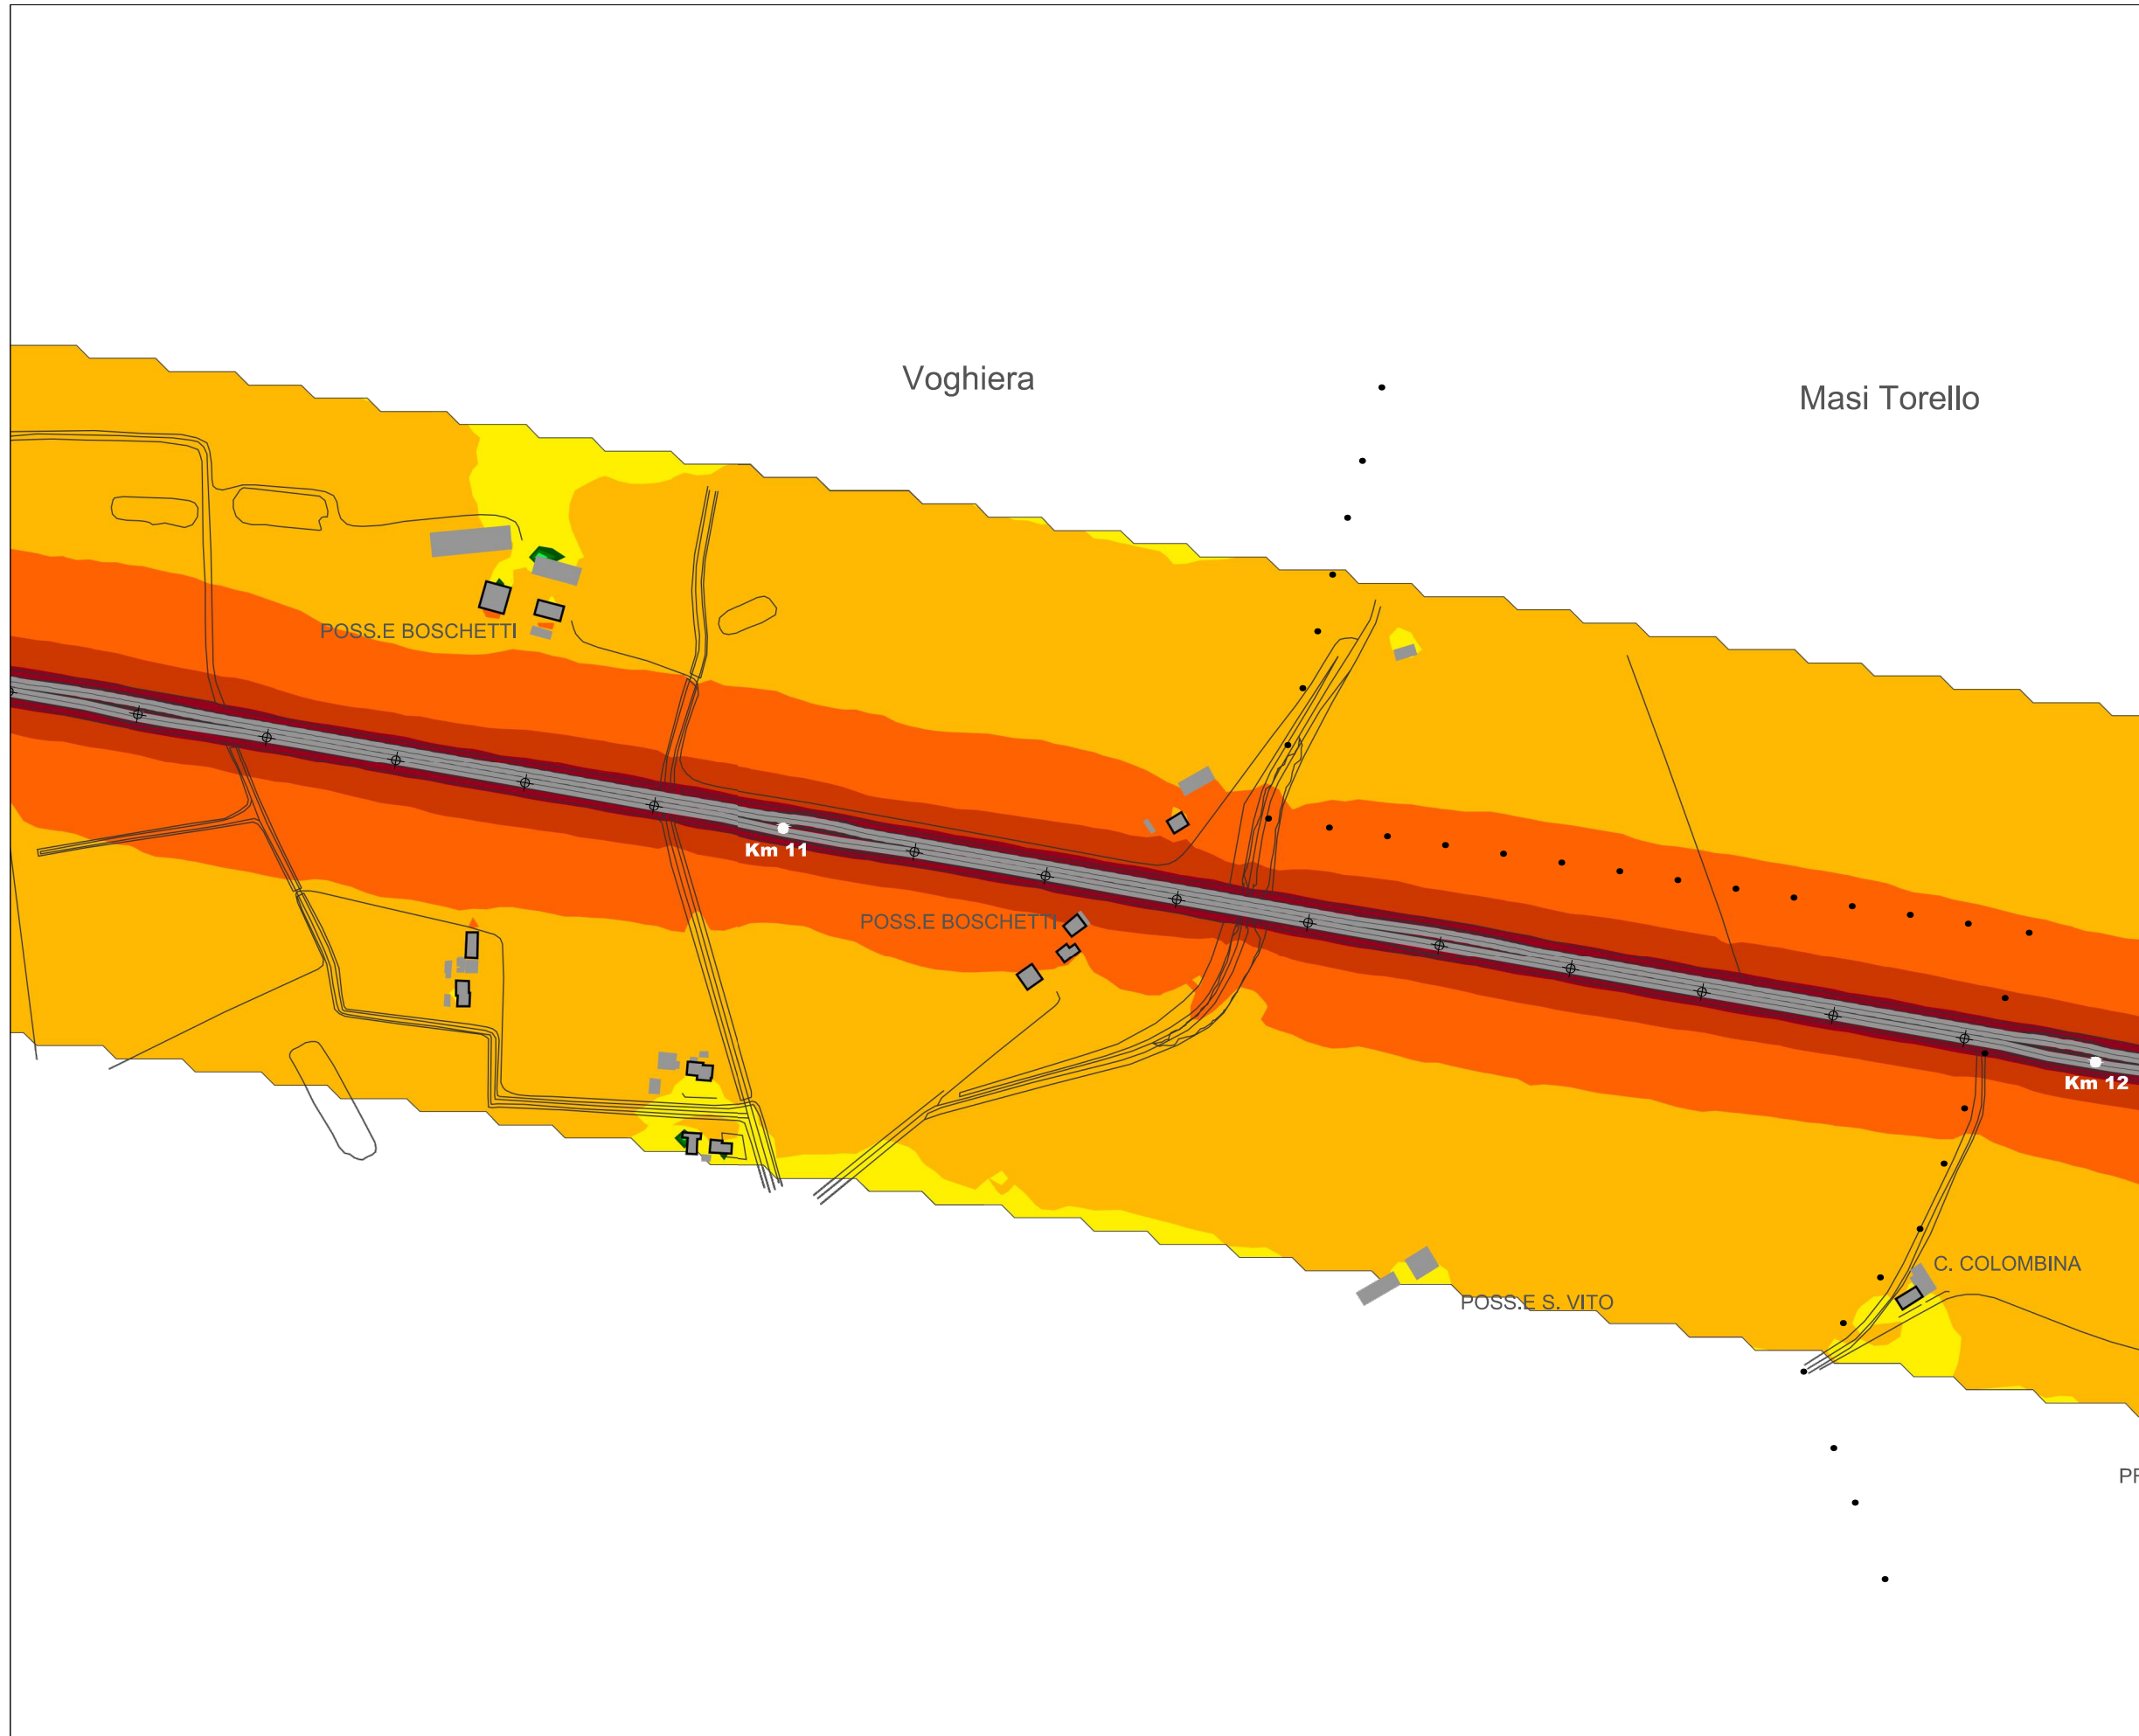 Voghiera
Masi Torello
POSS.E BOSCHETTI
Km 11
POSS.E BOSCHETTI
Km 12
C. COLOMBINA
POSS.E S. VITO